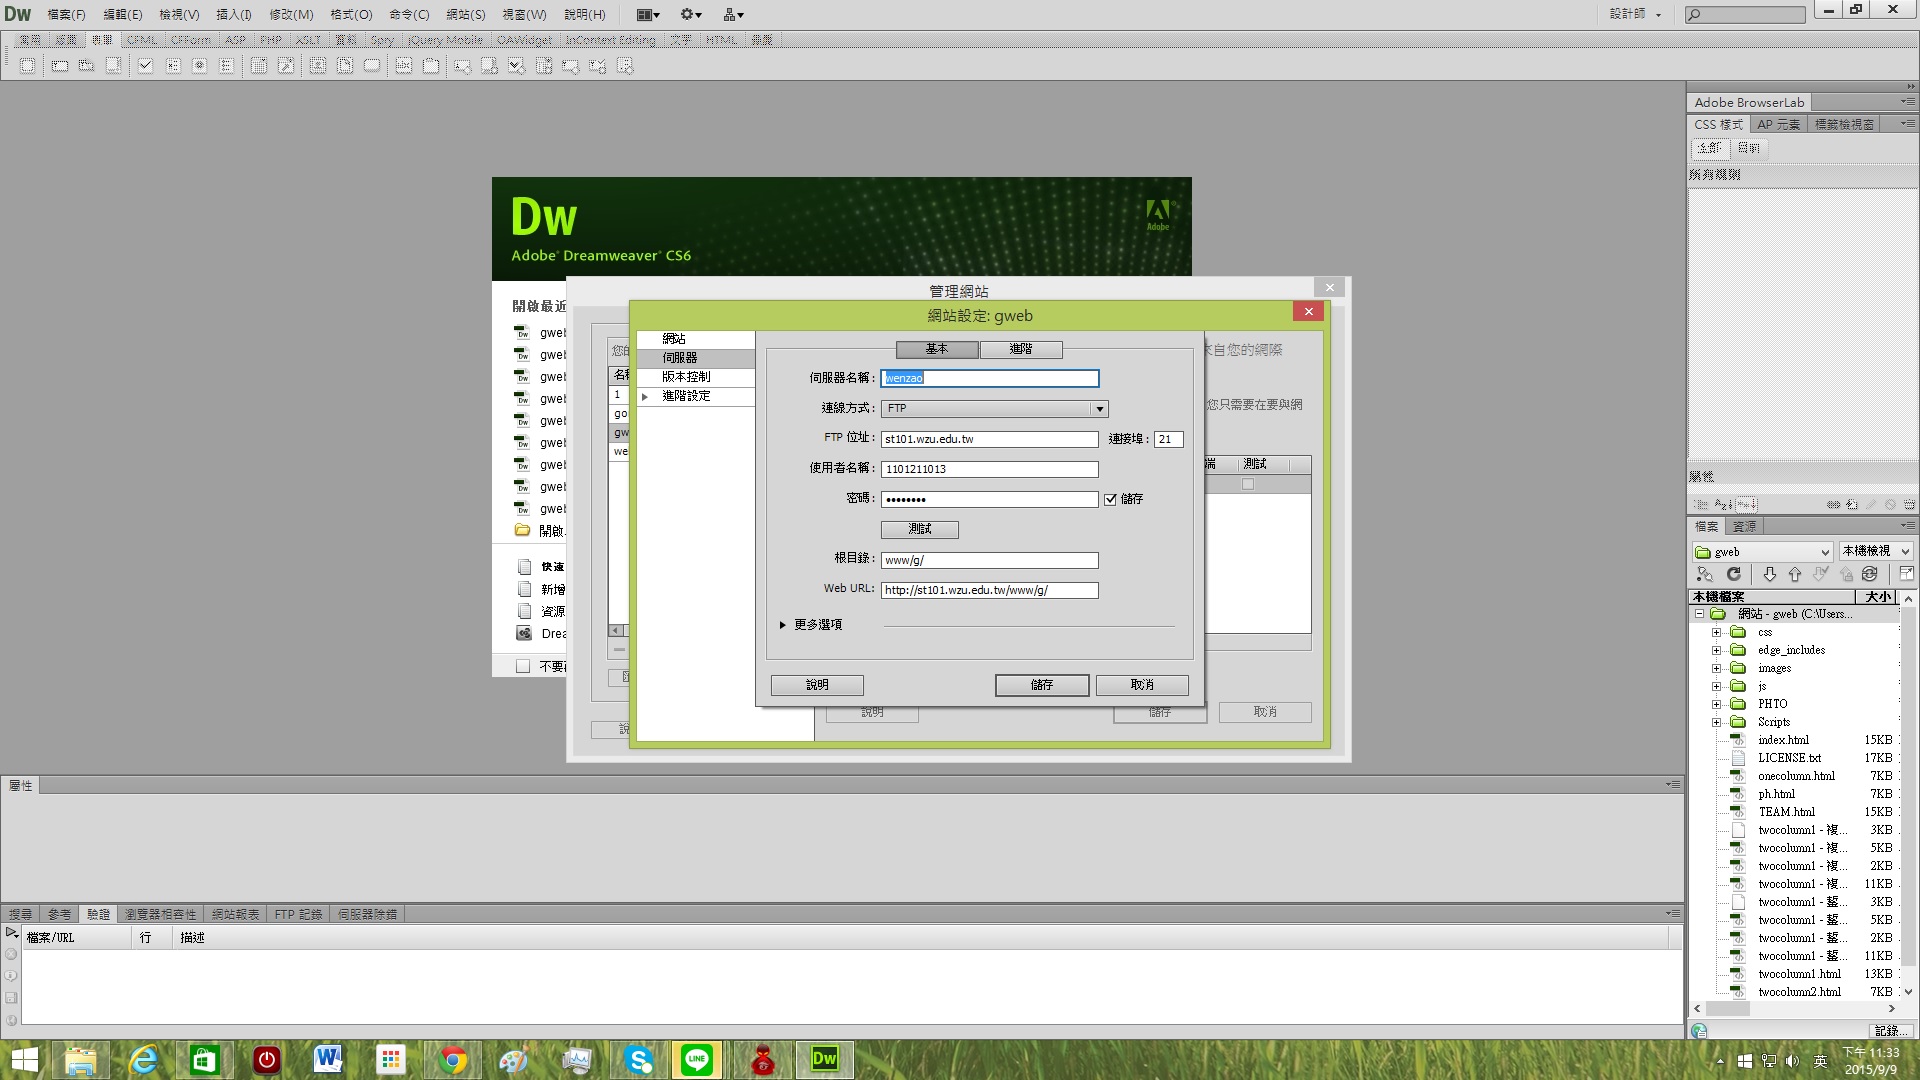 Dw 檔案(F) 編輯(E) 檢視(V) 插入(I) 修改(M) 格式(O) 命令(C) 網站(S) 視窗(W) 說明(H) 設計師
常用 版面 表單 CFML CFForm ASP PHP XSLT 資料 Spry jQuery Mobile OAWidget InContext Editing 文字 HTML 最愛
Adobe BrowserLab
CSS 樣式 AP 元素 標籤檢視窗
全部 目前
所有規則
屬性
Dw
Adobe Dreamweaver CS6
Adobe
開啟最近
gweb
gweb
gweb
gweb
gweb
gweb
gweb
gweb
gweb
開啟...
快速
新增
資源
Drea
不要再
管理網站
您的
名稱
1
go
gw
we
網站設定: gweb
網站
伺服器
版本控制
進階設定
來自您的網際
您只需要在要與網
端 測試
基本 進階
伺服器名稱: wenzao
連線方式: FTP
FTP 位址: st101.wzu.edu.tw 連接埠: 21
使用者名稱: 1101211013
密碼: •••••••• 儲存
測試
根目錄: www/g/
Web URL: http://st101.wzu.edu.tw/www/g/
更多選項
說明 儲存 取消
說明 儲存 取消
說
檔案 資源
gweb 本機檢視
本機檔案 大小
網站 - gweb (C:\Users...
css
edge_includes
images
js
PHTO
Scripts
index.html 15KB
LICENSE.txt 17KB
onecolumn.html 7KB
ph.html 7KB
TEAM.html 15KB
twocolumn1 - 複... 3KB
twocolumn1 - 複... 5KB
twocolumn1 - 複... 2KB
twocolumn1 - 複... 11KB
twocolumn1 - 3KB
twocolumn1 - 5KB
twocolumn1 - 2KB
twocolumn1 - 11KB
twocolumn1.html 13KB
twocolumn2.html 7KB
記錄...
屬性
搜尋 參考 驗證 瀏覽器相容性 網站報表 FTP 記錄 伺服器除錯
檔案/URL 行 描述
LINE
Dw
英
下午 11:33
2015/9/9